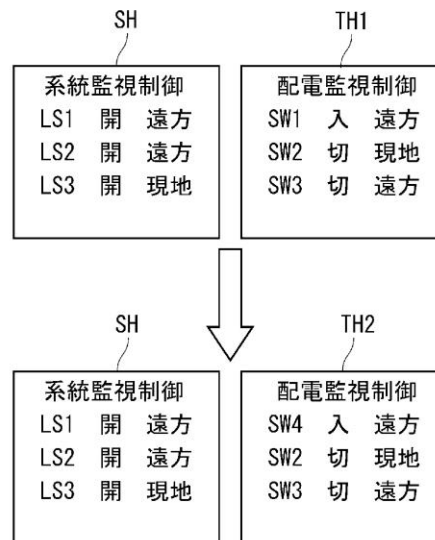 SH
系統監視制御
LS1 開 遠方
LS2 開 遠方
LS3 開 現地
TH1
配電監視制御
SW1 入 遠方
SW2 切 現地
SW3 切 遠方
SH
系統監視制御
LS1 開 遠方
LS2 開 遠方
LS3 開 現地
TH2
配電監視制御
SW4 入 遠方
SW2 切 現地
SW3 切 遠方